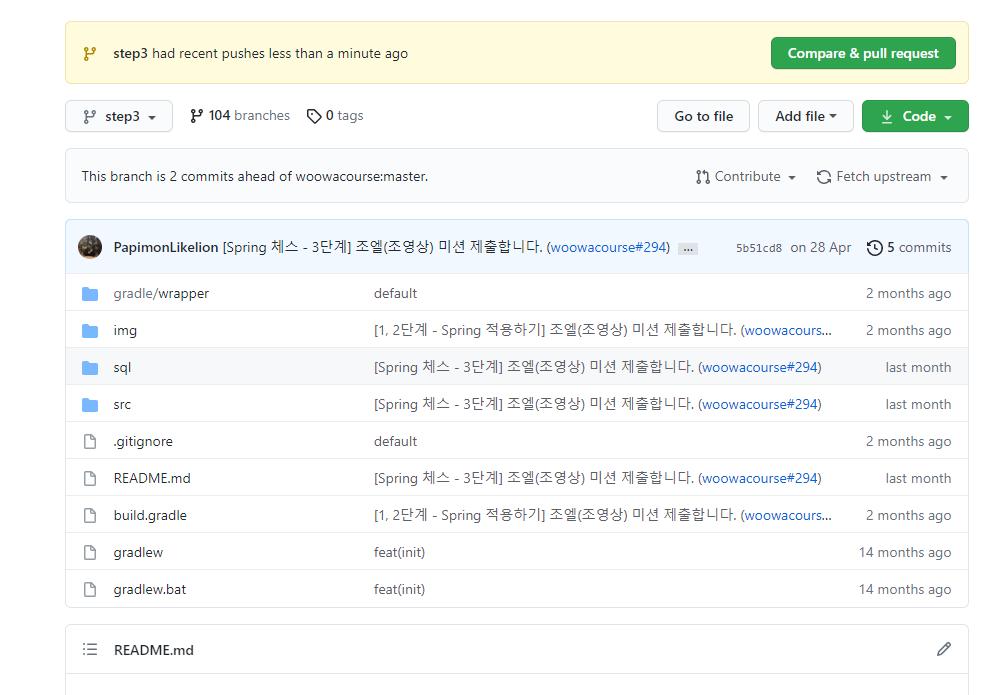 step3 had recent pushes less than a minute ago Compare & pull request
step3 104 branches 0 tags Go to file Add file Code
This branch is 2 commits ahead of woowacourse:master. Contribute Fetch upstream
PapimonLikelion [Spring 체스 - 3단계] 조엘(조영상) 미션 제출합니다. (woowacourse#294) ... 5b51cd8 on 28 Apr 5 commits
gradle/wrapper default 2 months ago
img [1, 2단계 - Spring 적용하기] 조엘(조영상) 미션 제출합니다. (woowacours... 2 months ago
sql [Spring 체스 - 3단계] 조엘(조영상) 미션 제출합니다. (woowacourse#294) last month
src [Spring 체스 - 3단계] 조엘(조영상) 미션 제출합니다. (woowacourse#294) last month
.gitignore default 2 months ago
README.md [Spring 체스 - 3단계] 조엘(조영상) 미션 제출합니다. (woowacourse#294) last month
build.gradle [1, 2단계 - Spring 적용하기] 조엘(조영상) 미션 제출합니다. (woowacours... 2 months ago
gradlew feat(init) 14 months ago
gradlew.bat feat(init) 14 months ago
README.md